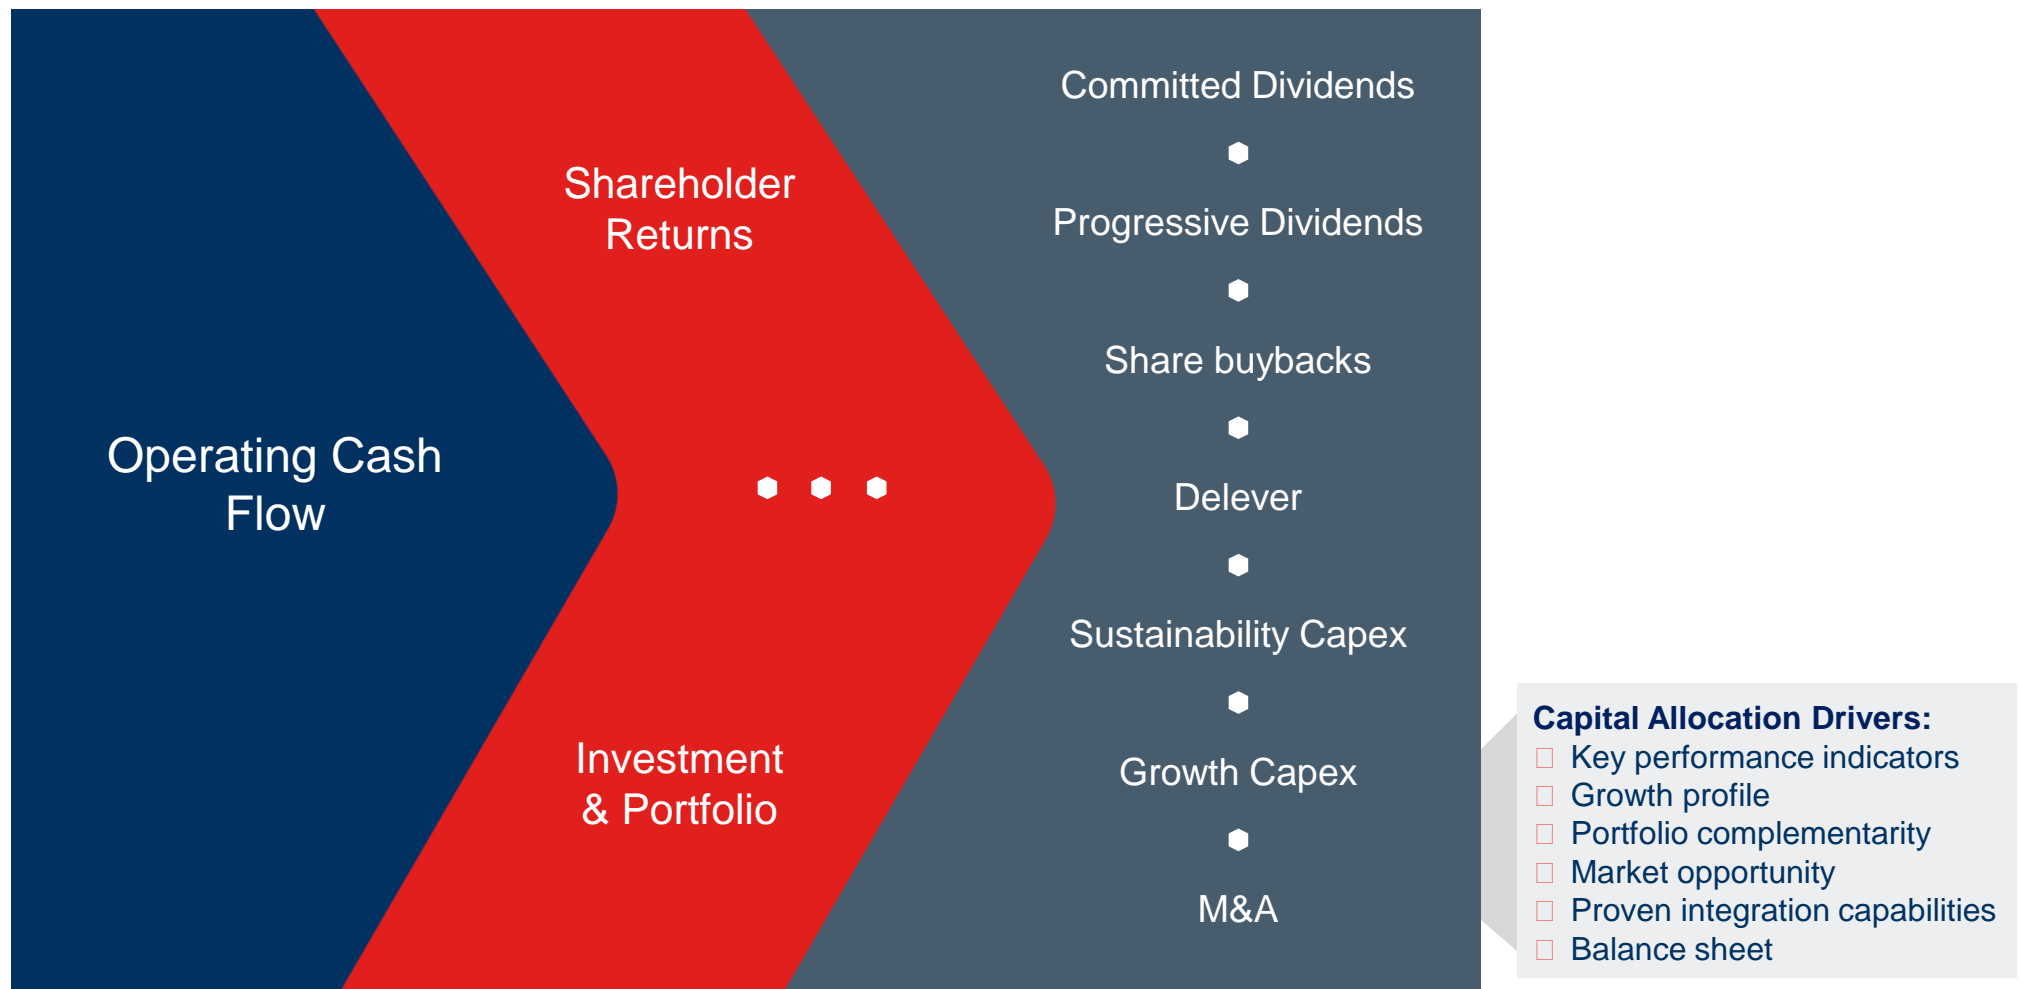 Operating Cash
Flow
Shareholder
Returns
Investment
& Portfolio
Committed Dividends
Progressive Dividends
Share buybacks
Delever
Sustainability Capex
Growth Capex
M&A
Capital Allocation Drivers:
Key performance indicators
Growth profile
Portfolio complementarity
Market opportunity
Proven integration capabilities
Balance sheet